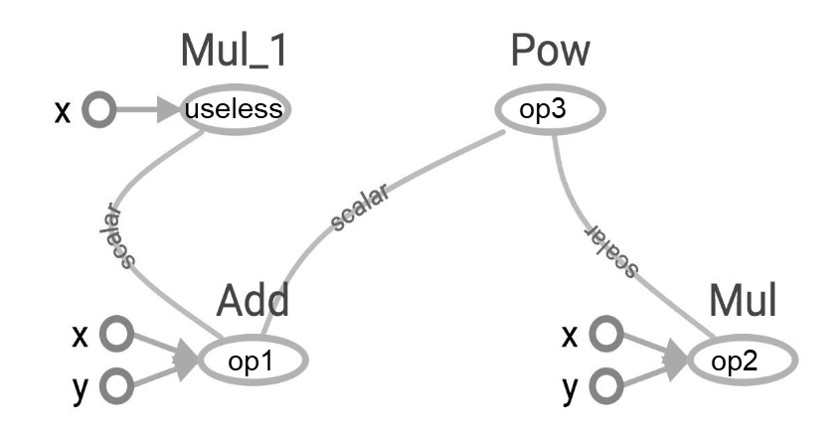 Mul_1
Pow
x
useless
op3
scalar
scalar
scalar
Add
Mul
x
y
op1
x
y
op2